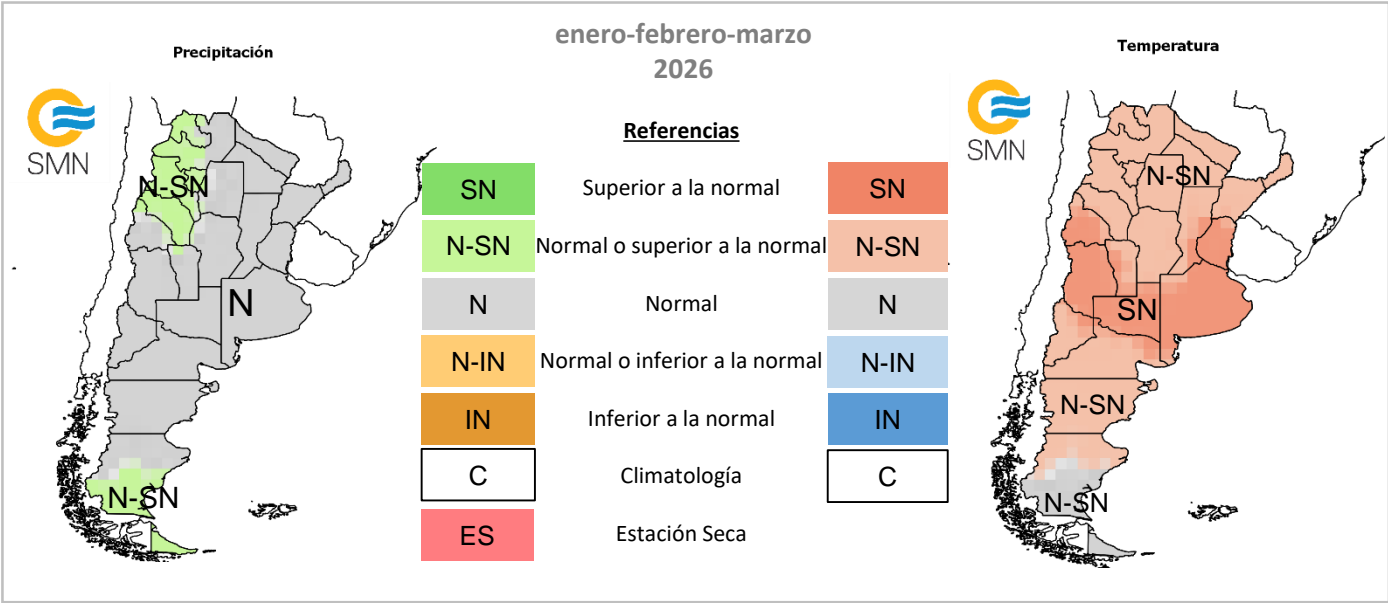 enero-febrero-marzo
2026
Precipitación
SMN
N-SN
N
N-SN
Referencias
SN Superior a la normal SN
N-SN Normal o superior a la normal N-SN
N Normal N
N-IN Normal o inferior a la normal N-IN
IN Inferior a la normal IN
C Climatología C
ES Estación Seca
Temperatura
SMN
N-SN
SN
N-SN
N-SN